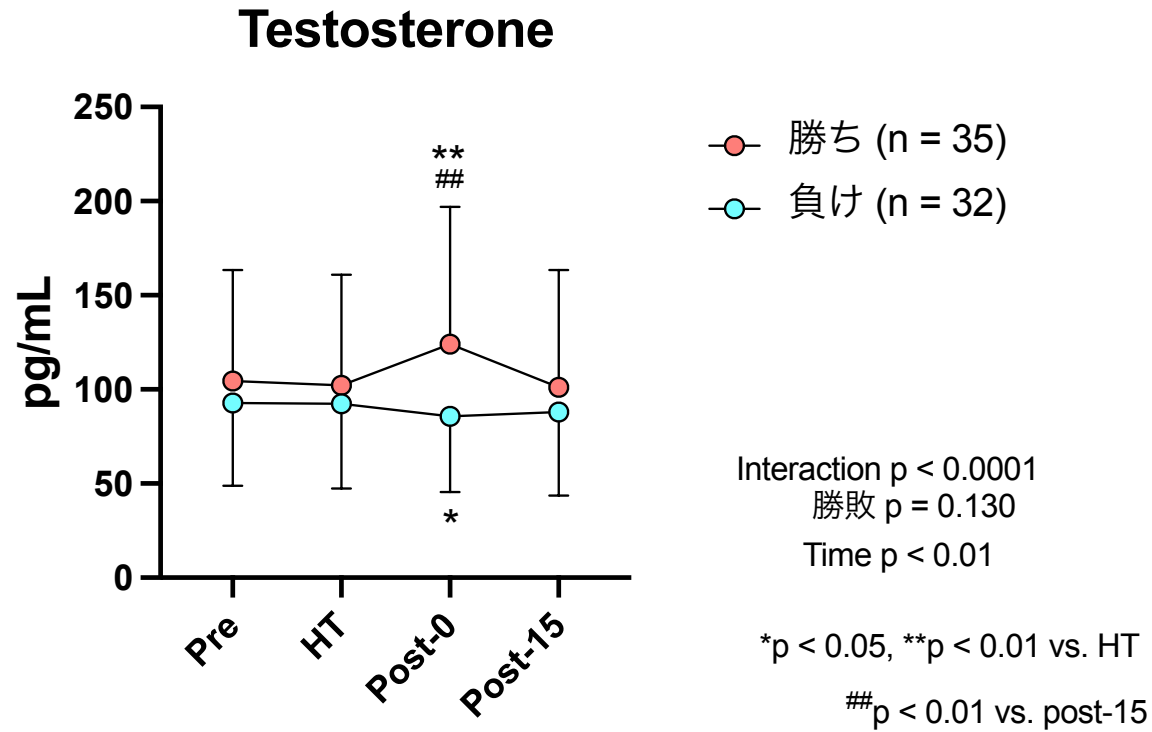 Testosterone
pg/mL
250
200
150
100
50
0
**
##
*
Pre
HT
Post-0
Post-15
勝ち (n = 35)
負け (n = 32)
Interaction p < 0.0001
勝敗 p = 0.130
Time p < 0.01
*p < 0.05, **p < 0.01 vs. HT
##p < 0.01 vs. post-15